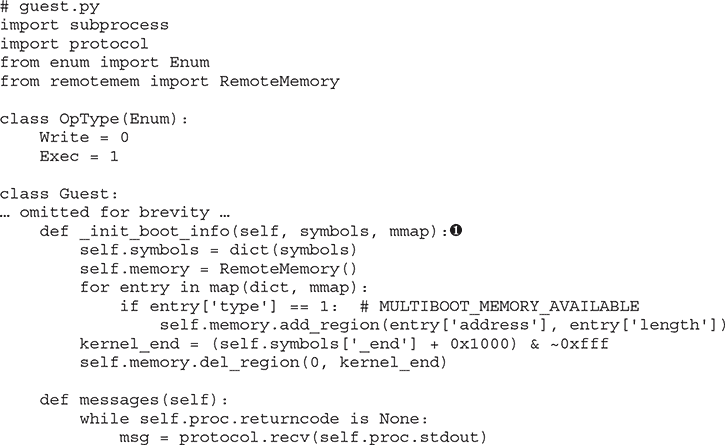 # guest.py
import subprocess
import protocol
from enum import Enum
from remotemem import RemoteMemory

class OpType(Enum):
    Write = 0
    Exec = 1

class Guest:
… omitted for brevity …
    def _init_boot_info(self, symbols, mmap):❶
        self.symbols = dict(symbols)
        self.memory = RemoteMemory()
        for entry in map(dict, mmap):
            if entry['type'] == 1:  # MULTIBOOT_MEMORY_AVAILABLE
                self.memory.add_region(entry['address'], entry['length'])
        kernel_end = (self.symbols['_end'] + 0x1000) & ~0xfff
        self.memory.del_region(0, kernel_end)

    def messages(self):
        while self.proc.returncode is None:
            msg = protocol.recv(self.proc.stdout)